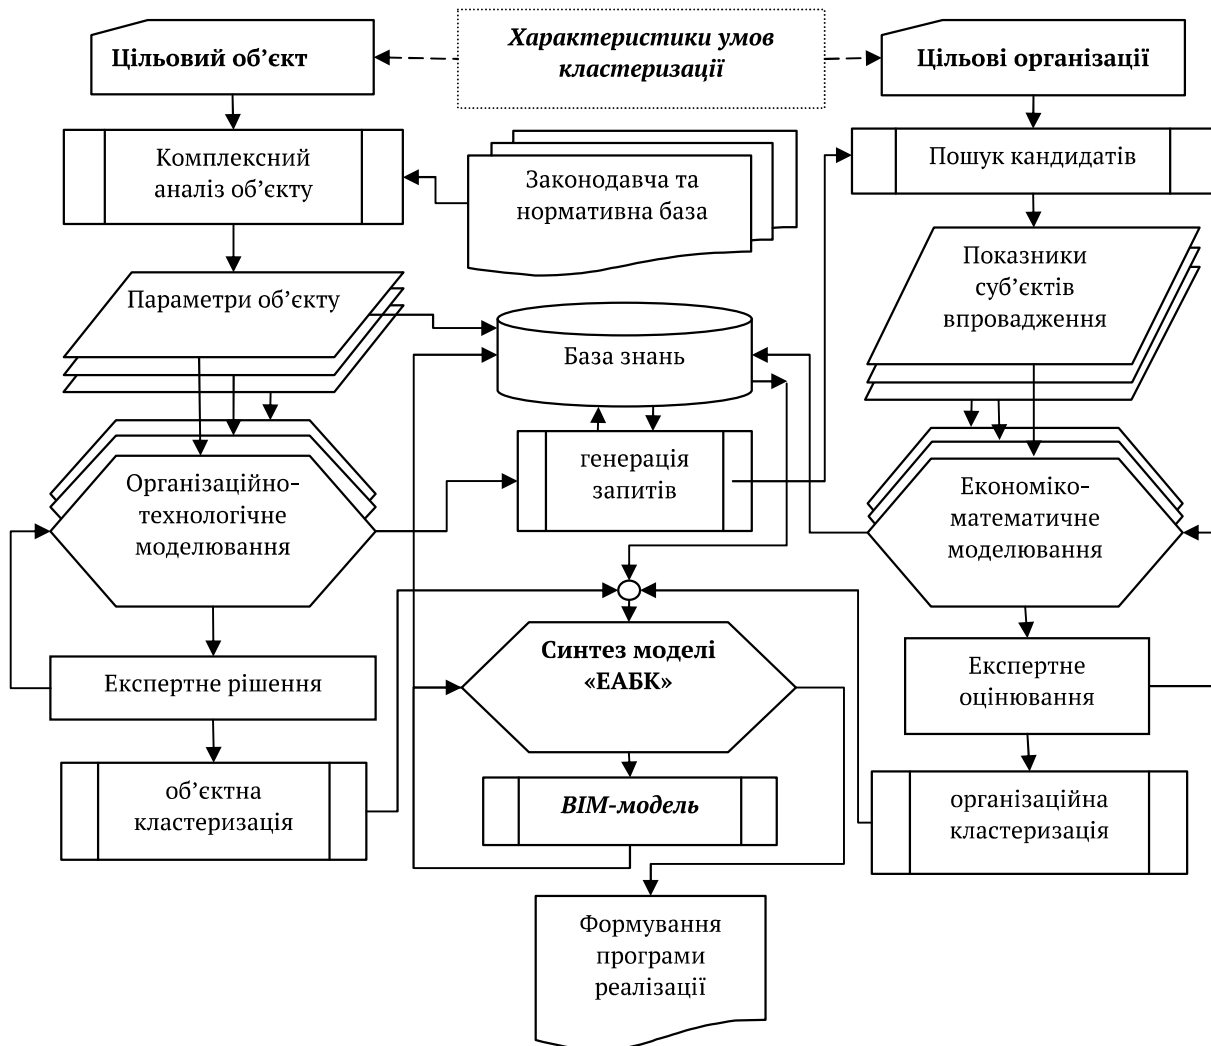 Цільовий об’єкт
Характеристики умов
кластеризації
Цільові організації
Комплексний
аналіз об’єкту
Законодавча та
нормативна база
Пошук кандидатів
Параметри об’єкту
Показники
суб’єктів
впровадження
База знань
Організаційно-
технологічне
моделювання
генерація
запитів
Економіко-
математичне
моделювання
Експертне рішення
Синтез моделі
«ЕАБК»
Експертне
оцінювання
об’єктна
кластеризація
BIM-модель
організаційна
кластеризація
Формування
програми
реалізації